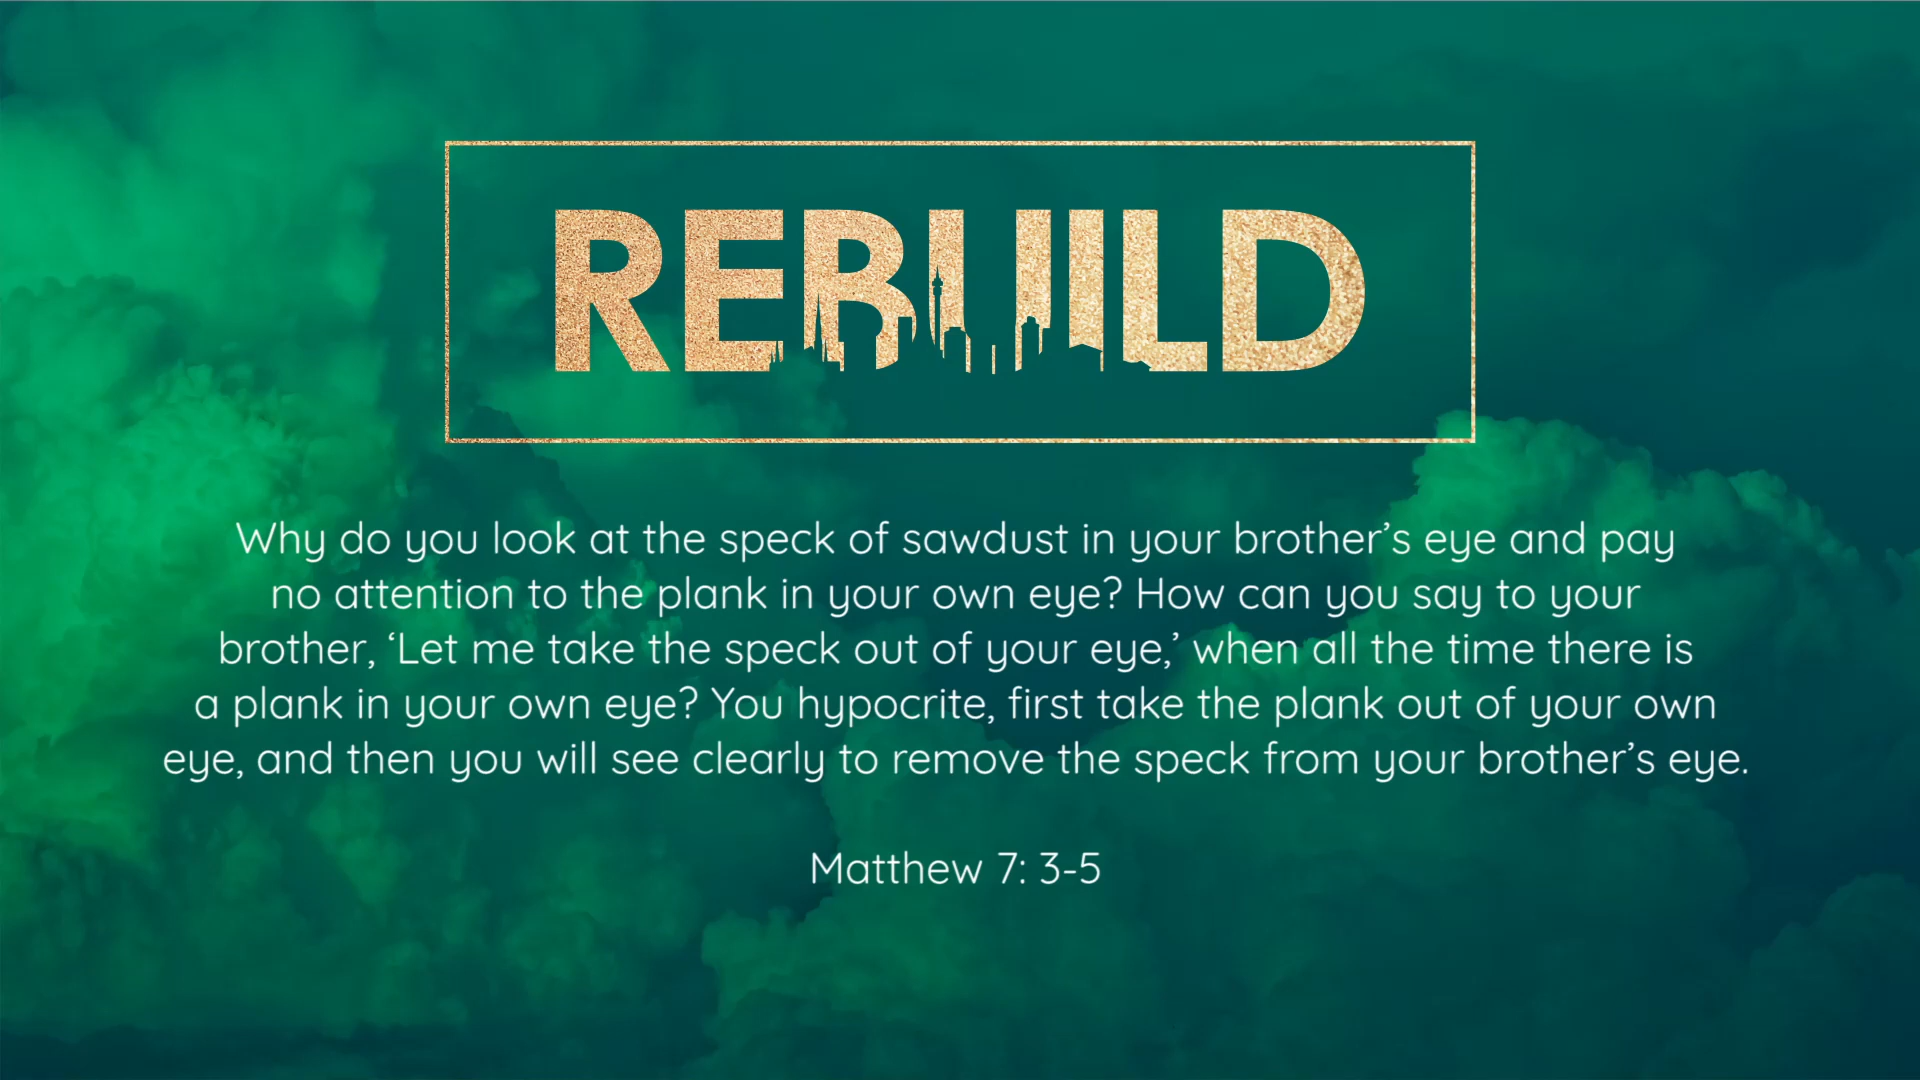 REBUILD
Why do you look at the speck of sawdust in your brother’s eye and pay
no attention to the plank in your own eye? How can you say to your
brother, ‘Let me take the speck out of your eye,’ when all the time there is
a plank in your own eye? You hypocrite, first take the plank out of your own
eye, and then you will see clearly to remove the speck from your brother’s eye.
Matthew 7: 3-5